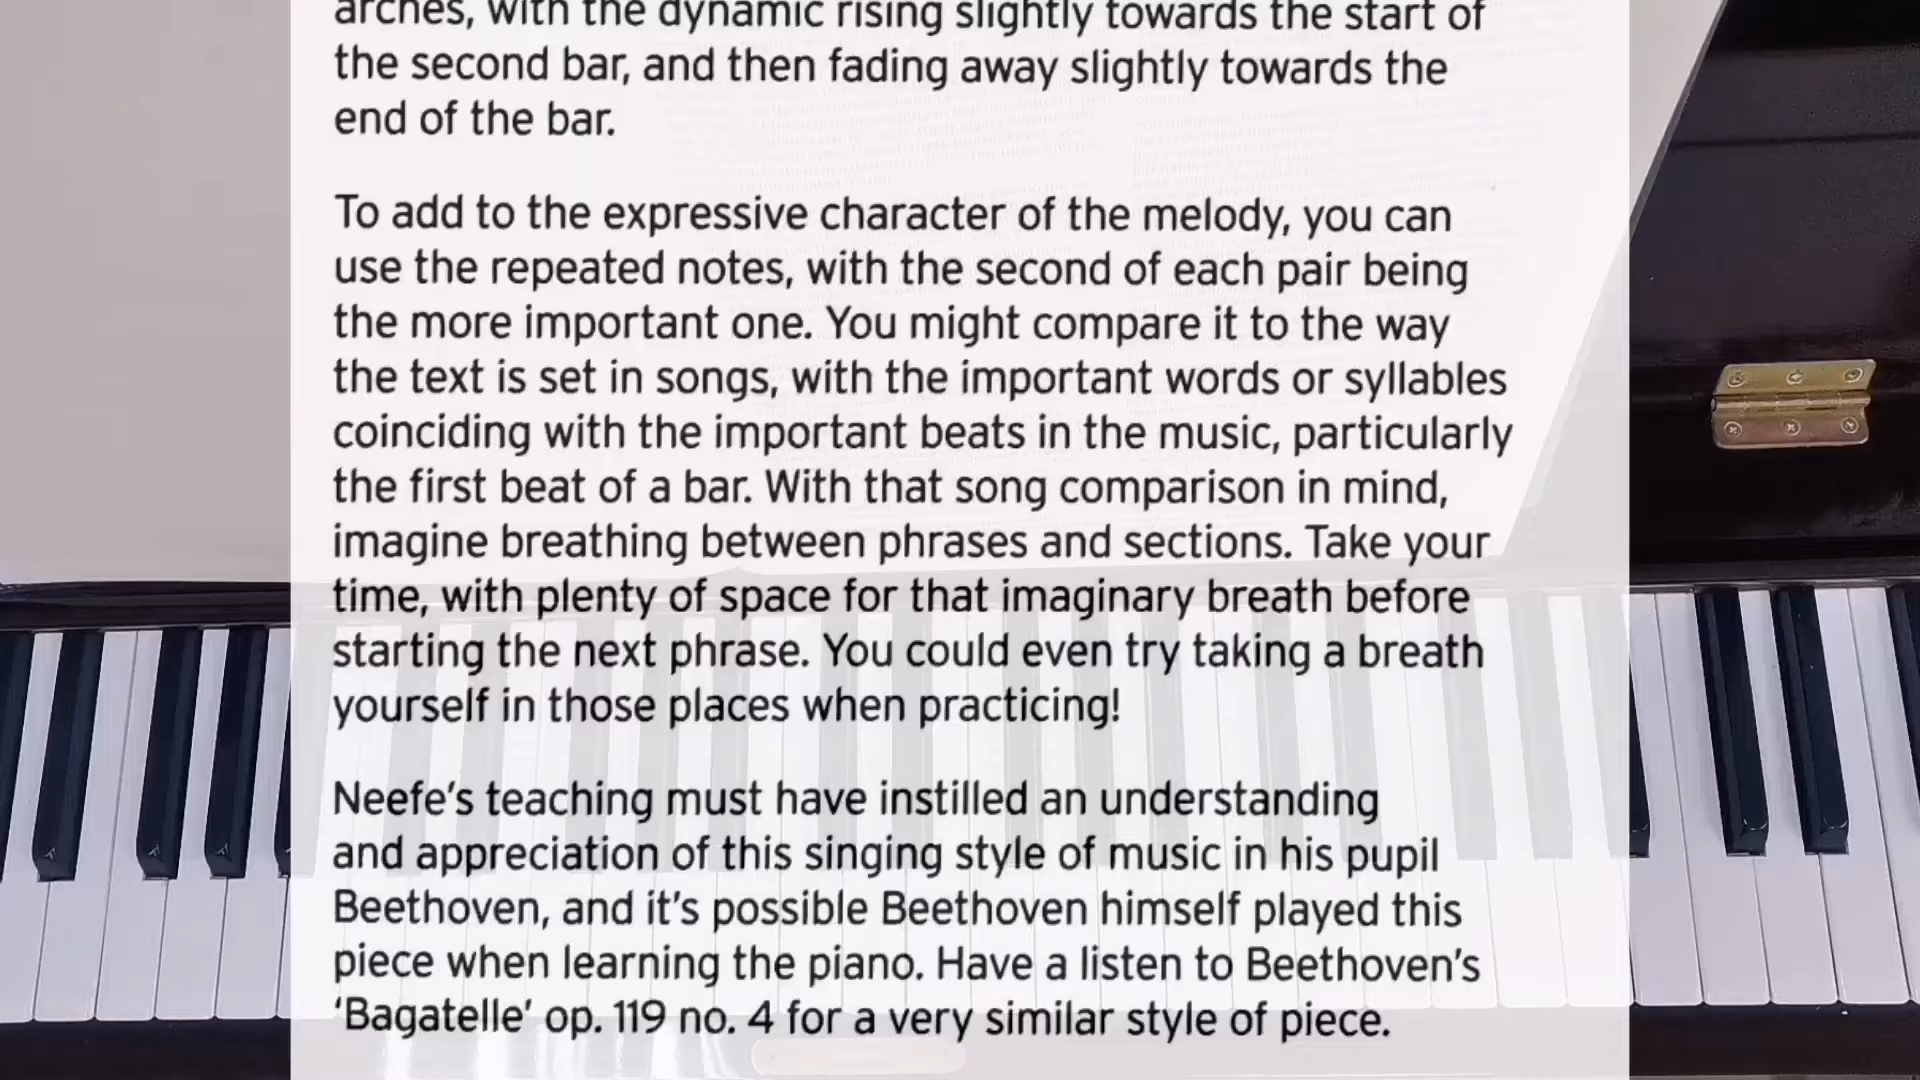 arches, with the dynamic rising slightly towards the start of
the second bar, and then fading away slightly towards the
end of the bar.
To add to the expressive character of the melody, you can
use the repeated notes, with the second of each pair being
the more important one. You might compare it to the way
the text is set in songs, with the important words or syllables
coinciding with the important beats in the music, particularly
the first beat of a bar. With that song comparison in mind,
imagine breathing between phrases and sections. Take your
time, with plenty of space for that imaginary breath before
starting the next phrase. You could even try taking a breath
yourself in those places when practicing!
Neefe's teaching must have instilled an understanding
and appreciation of this singing style of music in his pupil
Beethoven, and it's possible Beethoven himself played this
piece when learning the piano. Have a listen to Beethoven's
‘Bagatelle’ op. 119 no. 4 for a very similar style of piece.